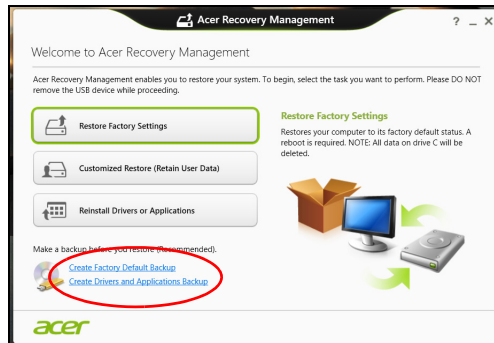 Acer Recovery Management
Welcome to Acer Recovery Management
Acer Recovery Management enables you to restore your system. To begin, select the task you want to perform. Please DO NOT
remove the USB device while proceeding.
Restore Factory Settings
Customized Restore (Retain User Data)
Reinstall Drivers or Applications
Restore Factory Settings
Restores your computer to its factory default status. A
reboot is required. NOTE: All data on drive C will be
deleted.
Make a backup before you restore (Recommended).
Create Factory Default Backup
Create Drivers and Applications Backup
acer